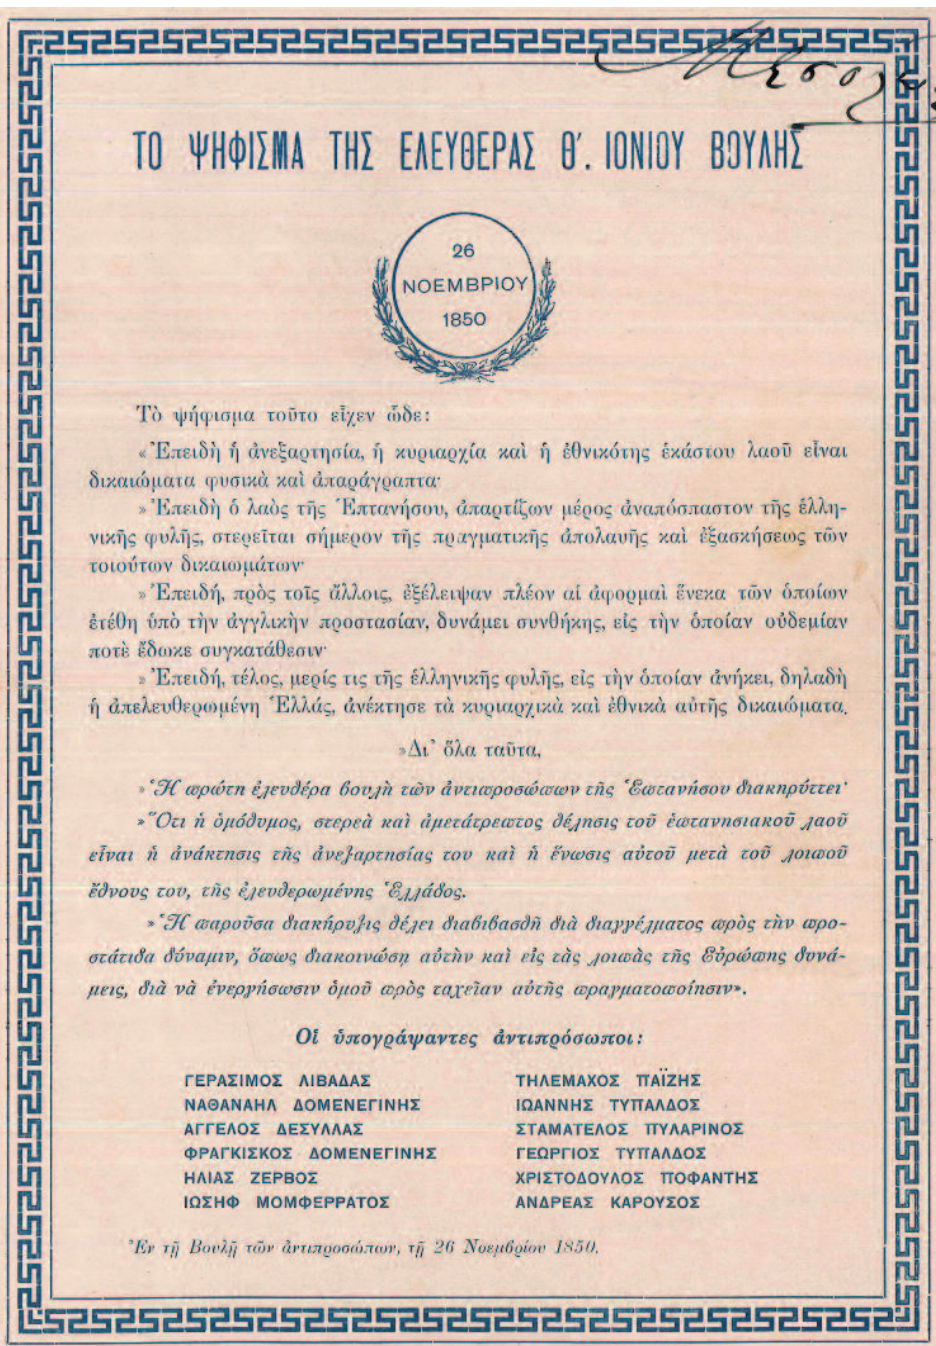 ΤΟ ΨΗΦΙΣΜΑ ΤΗΣ ΕΛΕΥΘΕΡΑΣ Θ΄. ΙΟΝΙΟΥ ΒΟΥΛΗΣ
26
ΝΟΕΜΒΡΙΟΥ
1850
Τὸ ψήφισμα τοῦτο εἶχεν ὧδε:
« Ἐπειδὴ ἡ ἀνεξαρτησία, ἡ κυριαρχία καὶ ἡ ἐθνικότης ἑκάστου λαοῦ εἶναι
δικαιώματα φυσικὰ καὶ ἀπαράγραπτα·
» Ἐπειδὴ ὁ λαὸς τῆς Ἑπτανήσου, ἀπαρτίζων μέρος ἀναπόσπαστον τῆς ἑλλη-
νικῆς φυλῆς, στερεῖται σήμερον τῆς πραγματικῆς ἀπολαυῆς καὶ ἐξασκήσεως τῶν
τοιούτων δικαιωμάτων·
» Ἐπειδή, πρὸς τοῖς ἄλλοις, ἐξέλειψαν πλέον αἱ ἀφορμαὶ ἕνεκα τῶν ὁποίων
ἐτέθη ὑπὸ τὴν ἀγγλικὴν προστασίαν, δυνάμει συνθήκης, εἰς τὴν ὁποίαν οὐδεμίαν
ποτὲ ἔδωκε συγκατάθεσιν·
» Ἐπειδή, τέλος, μερίς τις τῆς ἑλληνικῆς φυλῆς, εἰς τὴν ὁποίαν ἀνήκει, δηλαδὴ
ἡ ἀπελευθερωμένη Ἑλλάς, ἀνέκτησε τὰ κυριαρχικὰ καὶ ἐθνικὰ αὑτῆς δικαιώματα.
»Δι' ὅλα ταῦτα,
» Ἡ πρώτη ἐλευθέρα βουλὴ τῶν ἀντιπροσώπων τῆς Ἑπτανήσου διακηρύττει·
» Ὅτι ἡ ὁμόθυμος, στερεὰ καὶ ἀμετάτρεπτος θέλησις τοῦ ἑπτανησιακοῦ λαοῦ
εἶναι ἡ ἀνάκτησις τῆς ἀνεξαρτησίας του καὶ ἡ ἕνωσις αὐτοῦ μετὰ τοῦ λοιποῦ
ἔθνους του, τῆς ἐλευθερωμένης Ἑλλάδος.
» Ἡ παροῦσα διακήρυξις θέλει διαβιβασθῆ διὰ διαγγέλματος πρὸς τὴν προ-
στάτιδα δύναμιν, ὅπως διακοινώσῃ αὐτὴν καὶ εἰς τὰς λοιπὰς τῆς Εὐρώπης δυνά-
μεις, διὰ νὰ ἐνεργήσωσιν ὁμοῦ πρὸς ταχεῖαν αὐτῆς πραγματοποίησιν».
Οἱ ὑπογράψαντες ἀντιπρόσωποι:
ΓΕΡΑΣΙΜΟΣ ΛΙΒΑΔΑΣ
ΝΑΘΑΝΑΗΛ ΔΟΜΕΝΕΓΙΝΗΣ
ΑΓΓΕΛΟΣ ΔΕΣΥΛΛΑΣ
ΦΡΑΓΚΙΣΚΟΣ ΔΟΜΕΝΕΓΙΝΗΣ
ΗΛΙΑΣ ΖΕΡΒΟΣ
ΙΩΣΗΦ ΜΟΜΦΕΡΡΑΤΟΣ
ΤΗΛΕΜΑΧΟΣ ΠΑΪΖΗΣ
ΙΩΑΝΝΗΣ ΤΥΠΑΛΔΟΣ
ΣΤΑΜΑΤΕΛΟΣ ΠΥΛΑΡΙΝΟΣ
ΓΕΩΡΓΙΟΣ ΤΥΠΑΛΔΟΣ
ΧΡΙΣΤΟΔΟΥΛΟΣ ΠΟΦΑΝΤΗΣ
ΑΝΔΡΕΑΣ ΚΑΡΟΥΣΟΣ
Ἐν τῇ Βουλῇ τῶν ἀντιπροσώπων, τῇ 26 Νοεμβρίου 1850.